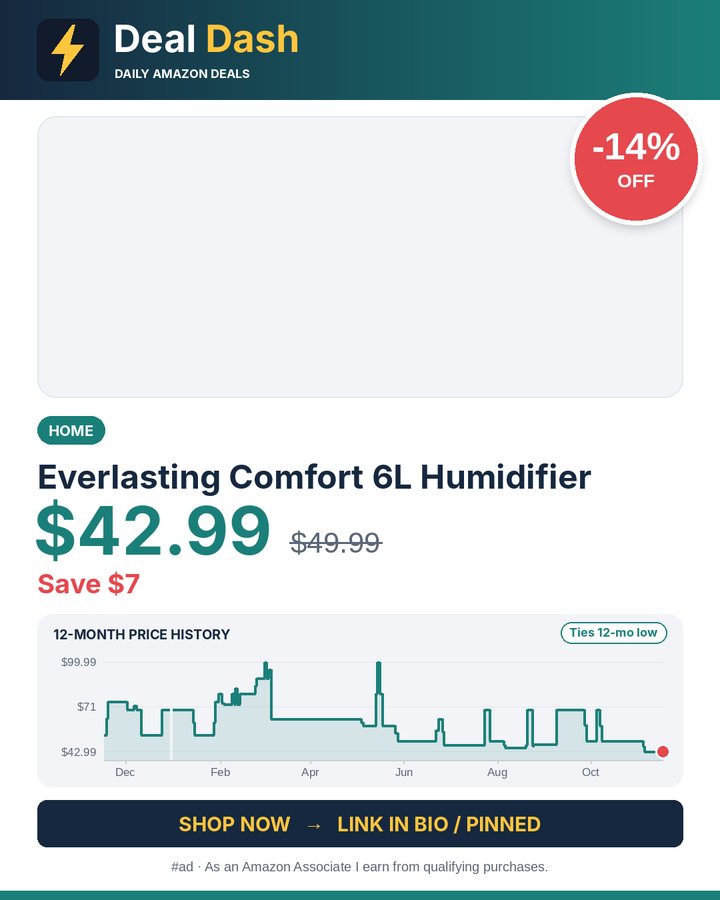 Deal Dash
DAILY AMAZON DEALS
-14%
OFF
HOME
Everlasting Comfort 6L Humidifier
$42.99 $49.99
Save $7
12-MONTH PRICE HISTORY
Ties 12-mo low
$99.99
$71
$42.99
Dec Feb Apr Jun Aug Oct
SHOP NOW → LINK IN BIO / PINNED
#ad · As an Amazon Associate I earn from qualifying purchases.